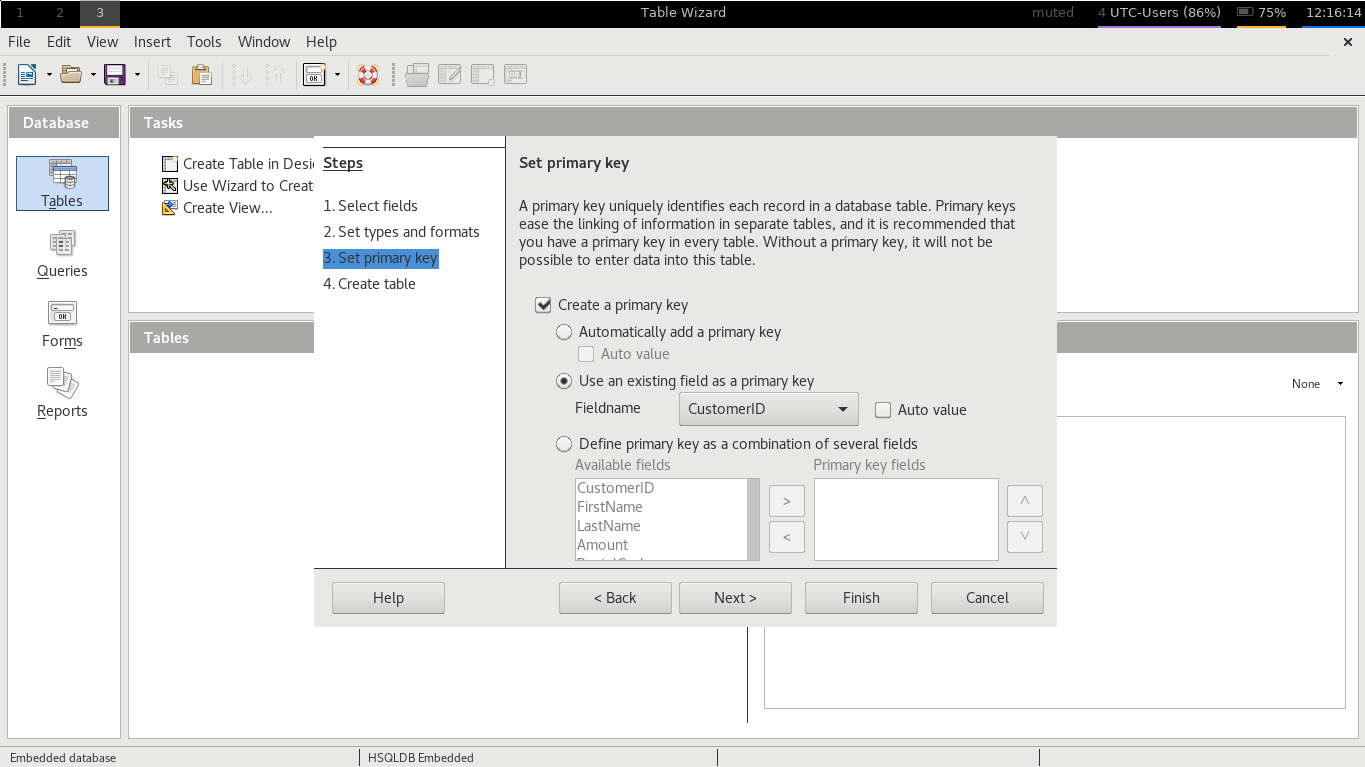 1 2 3 Table Wizard muted 4 UTC-Users (86%) 75% 12:16:14
File Edit View Insert Tools Window Help ×
Database
Tables
Queries
Forms
Reports
Tasks
Create Table in
Use Wizard to
Create View...
Tables
None
Steps
1. Select fields
2. Set types and formats
3. Set primary key
4. Create table
Set primary key
A primary key uniquely identifies each record in a database table. Primary keys
ease the linking of information in separate tables, and it is recommended that
you have a primary key in every table. Without a primary key, it will not be
possible to enter data into this table.
Create a primary key
Automatically add a primary key
Auto value
Use an existing field as a primary key
Fieldname CustomerID Auto value
Define primary key as a combination of several fields
Available fields Primary key fields
CustomerID
FirstName
LastName
Amount
>
<
Help < Back Next > Finish Cancel
Embedded database HSQLDB Embedded